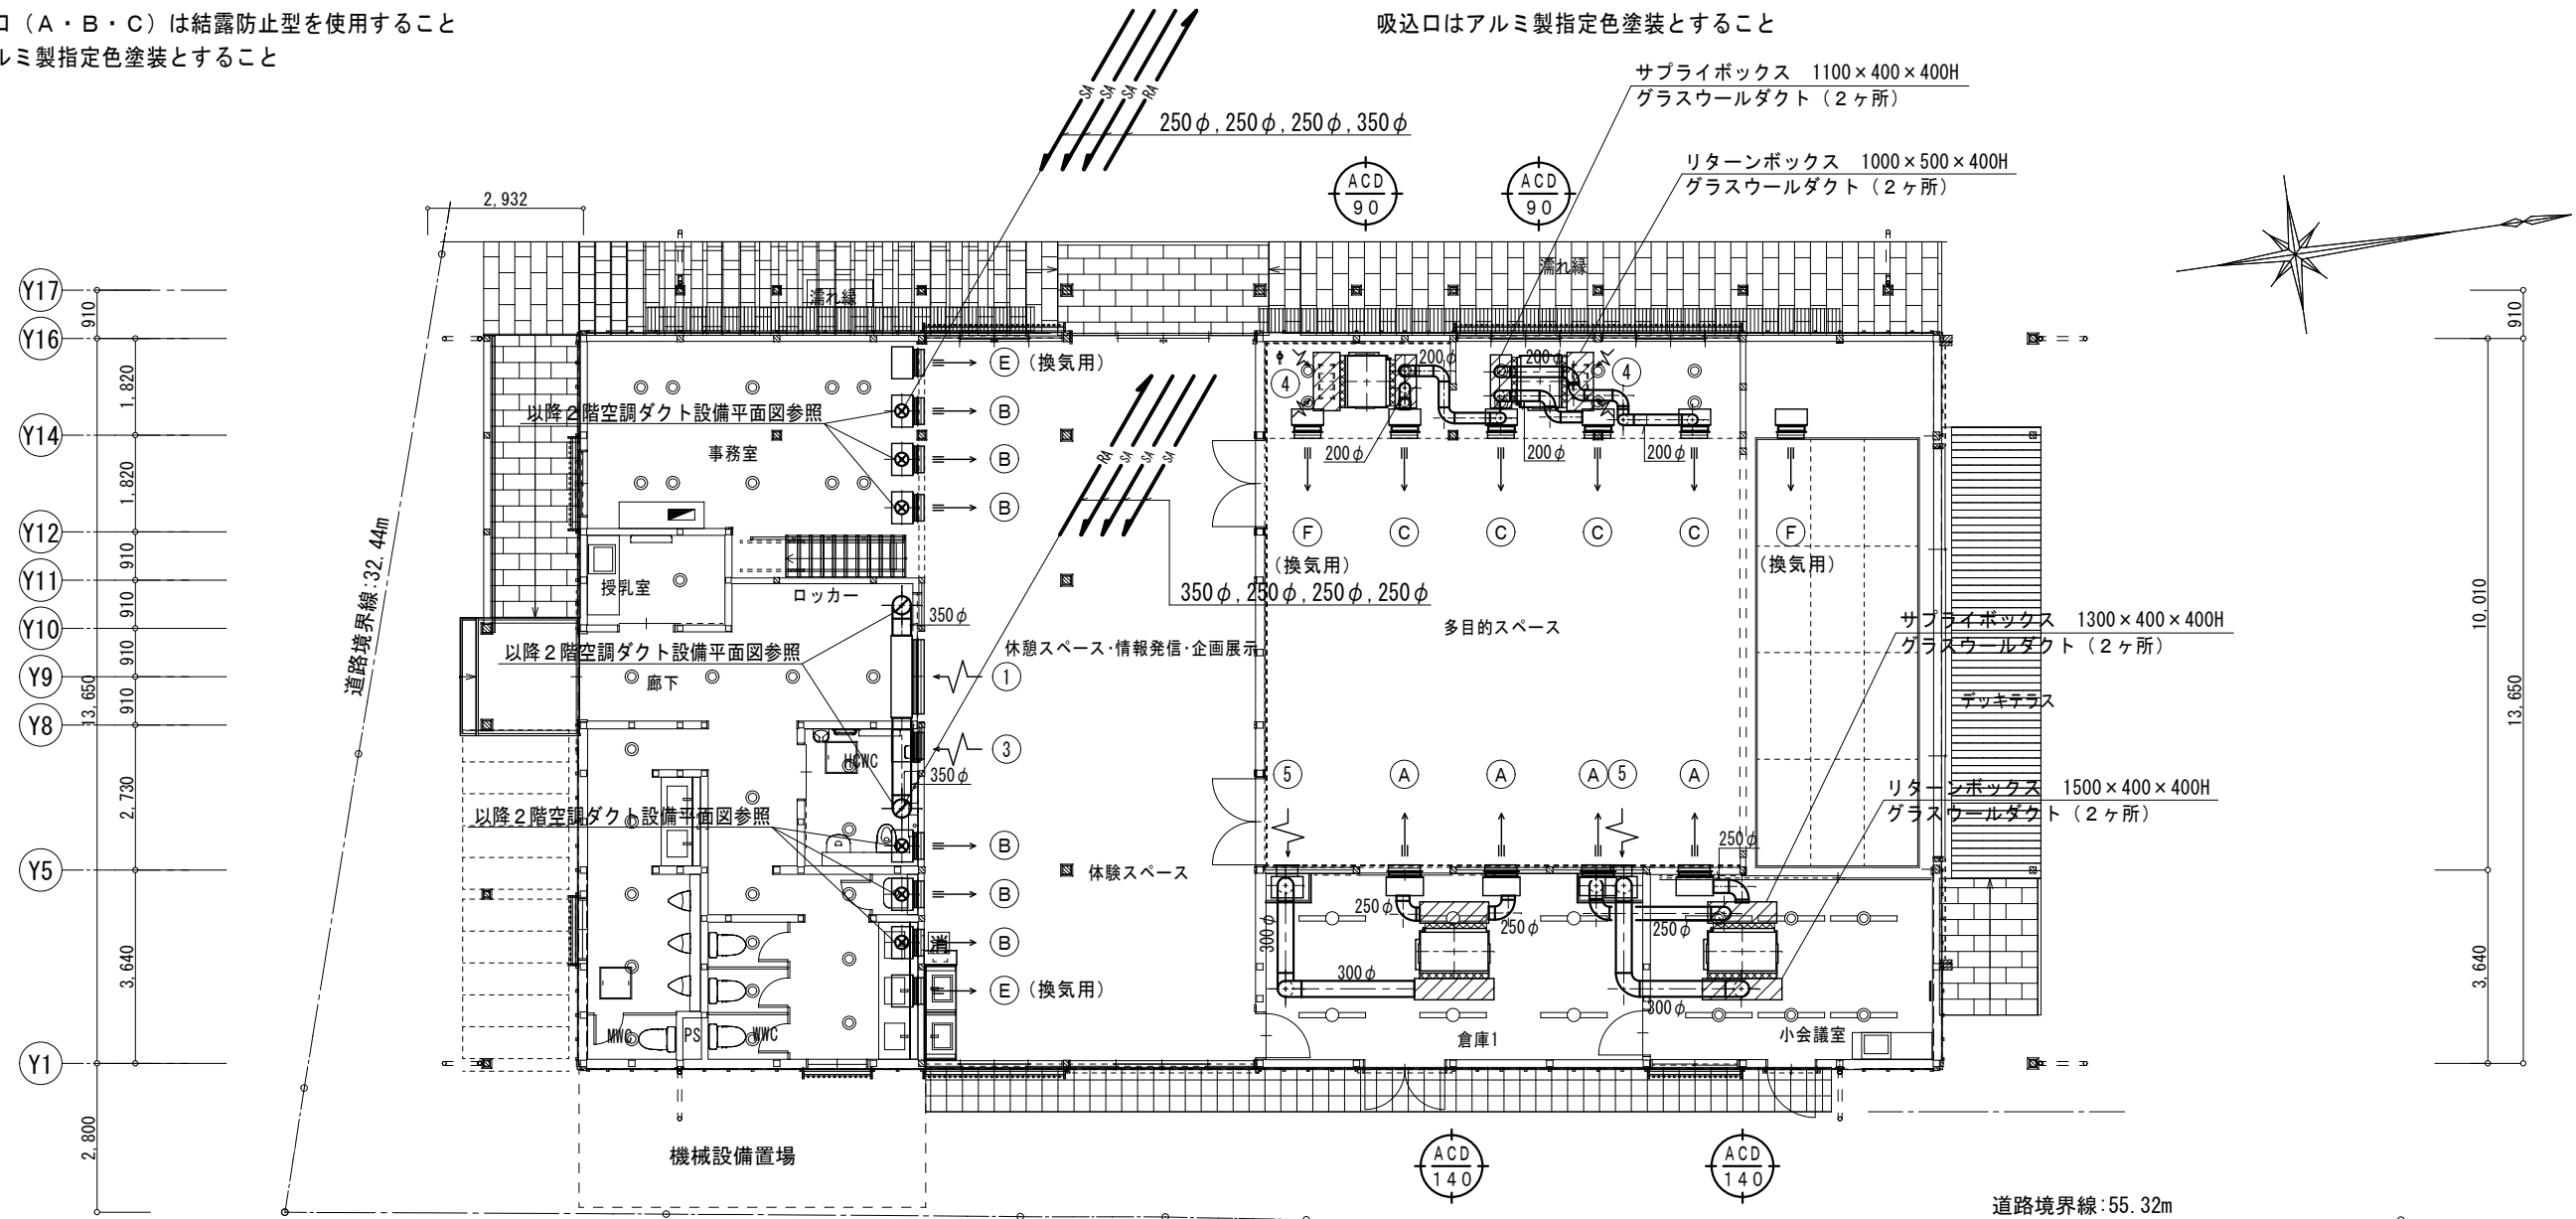 口（Ａ・Ｂ・Ｃ）は結露防止型を使用すること
ルミ製指定色塗装とすること
吸込口はアルミ製指定色塗装とすること
サプライボックス 1100×400×400H
グラスウールダクト（２ヶ所）
リターンボックス 1000×500×400H
グラスウールダクト（２ヶ所）
SA SA SA RA
250φ,250φ,250φ,350φ
ACD
90
ACD
90
2,932
濡れ縁
濡れ縁
Y17
Y16
Y14
Y12
Y11
Y10
Y9
Y8
Y5
Y1
910
1,820
1,820
910
910
910
910
2,730
3,640
13,650
2,800
道路境界線:32.44m
E （換気用）
B
B
B
以降２階空調ダクト設備平面図参照
事務室
授乳室
ロッカー
350φ
以降２階空調ダクト設備平面図参照
廊下
休憩スペース・情報発信・企画展示
1
3
HCWC
350φ
以降２階空調ダクト設備平面図参照
B
B
B
E （換気用）
消
体験スペース
MWC
PS
WWC
機械設備置場
RA SA SA SA
350φ,250φ,250φ,250φ
4
4
200φ
200φ
200φ
200φ
200φ
F
（換気用）
C
C
C
C
F
（換気用）
多目的スペース
5
A
A
A
5
A
250φ
250φ
250φ
250φ
300φ
300φ
300φ
倉庫1
小会議室
サプライボックス 1300×400×400H
グラスウールダクト（２ヶ所）
デッキテラス
リターンボックス 1500×400×400H
グラスウールダクト（２ヶ所）
910
10,010
13,650
3,640
ACD
140
ACD
140
道路境界線:55.32m